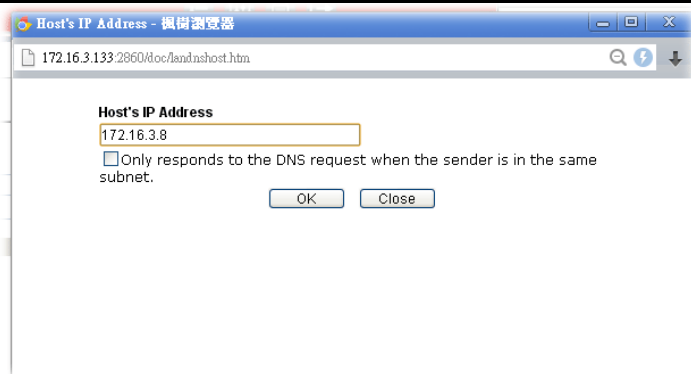 Host's IP Address - 楓樹瀏覽器
172.16.3.133:2860/doc/landnshost.htm
Host's IP Address
172.16.3.8
Only responds to the DNS request when the sender is in the same
subnet.
OK Close